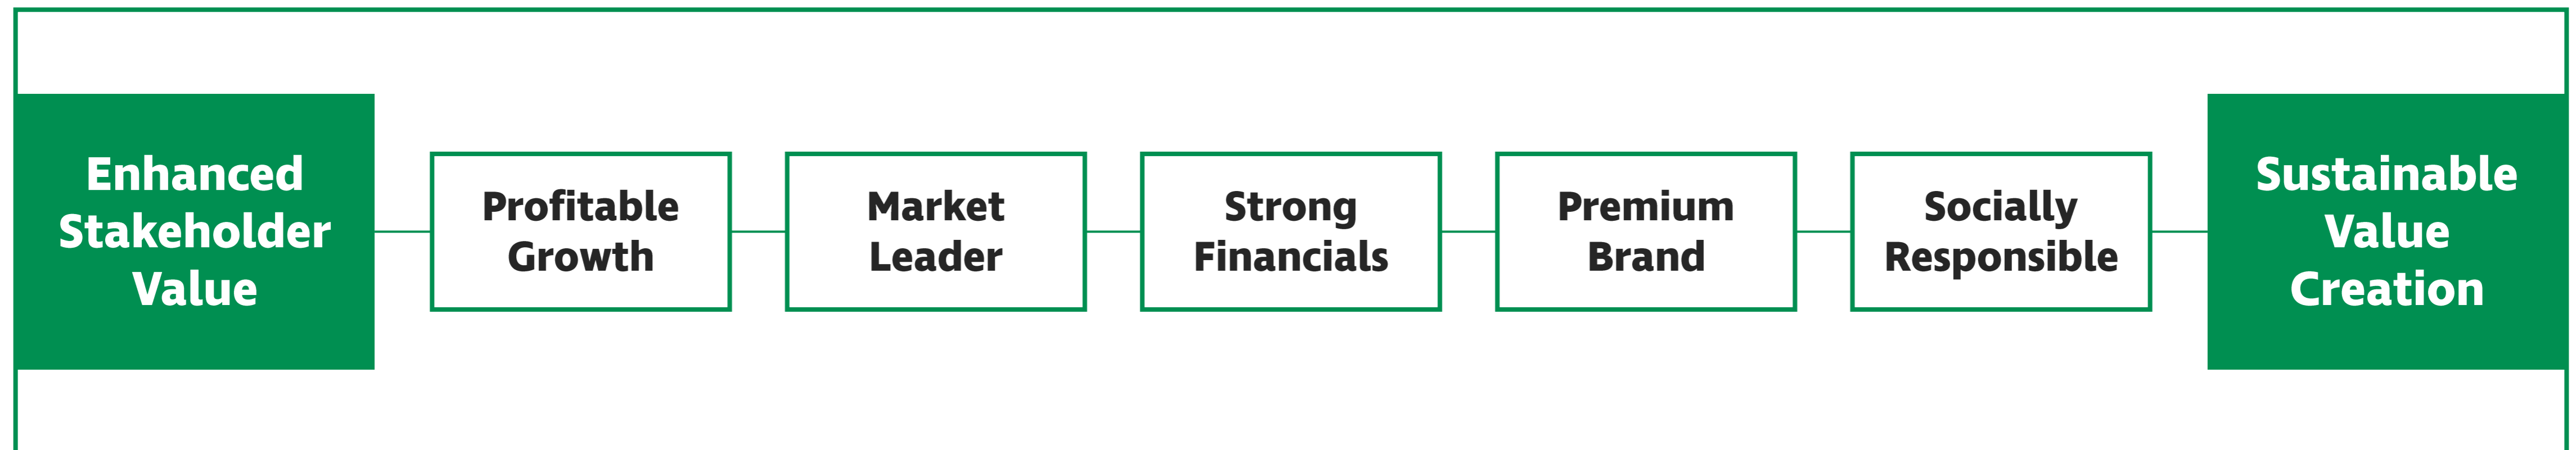 Enhanced
Stakeholder
Value
Profitable
Growth
Market
Leader
Strong
Financials
Premium
Brand
Socially
Responsible
Sustainable
Value
Creation